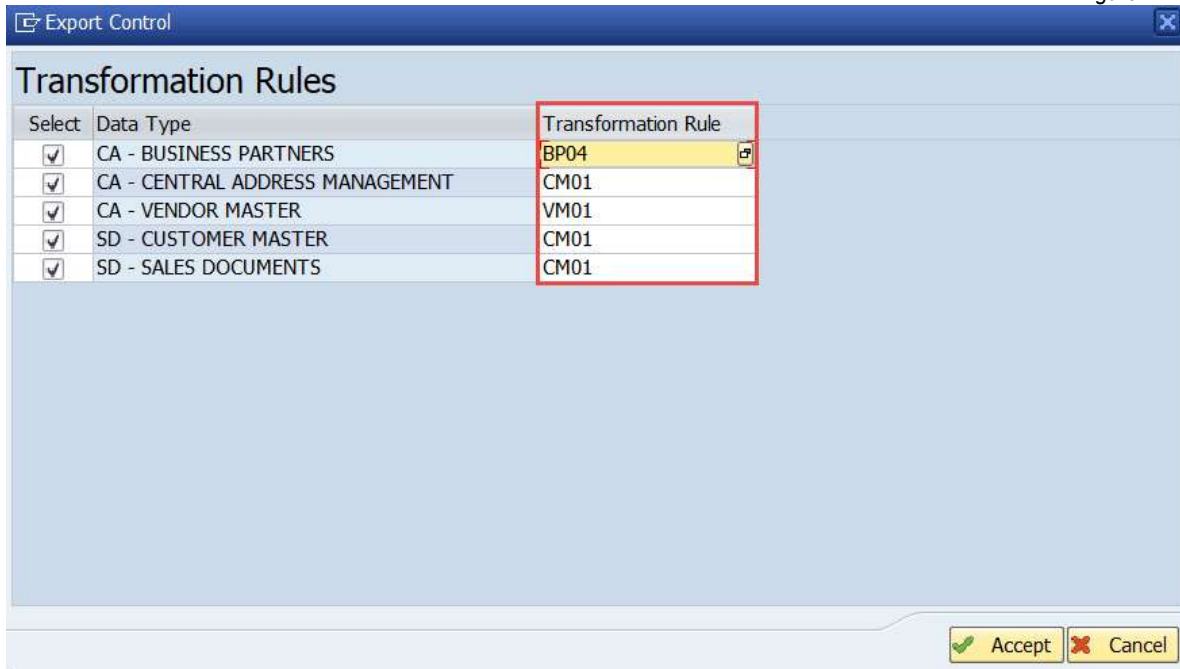 Export Control
Transformation Rules
Select Data Type Transformation Rule
CA - BUSINESS PARTNERS BP04
CA - CENTRAL ADDRESS MANAGEMENT CM01
CA - VENDOR MASTER VM01
SD - CUSTOMER MASTER CM01
SD - SALES DOCUMENTS CM01
Accept Cancel